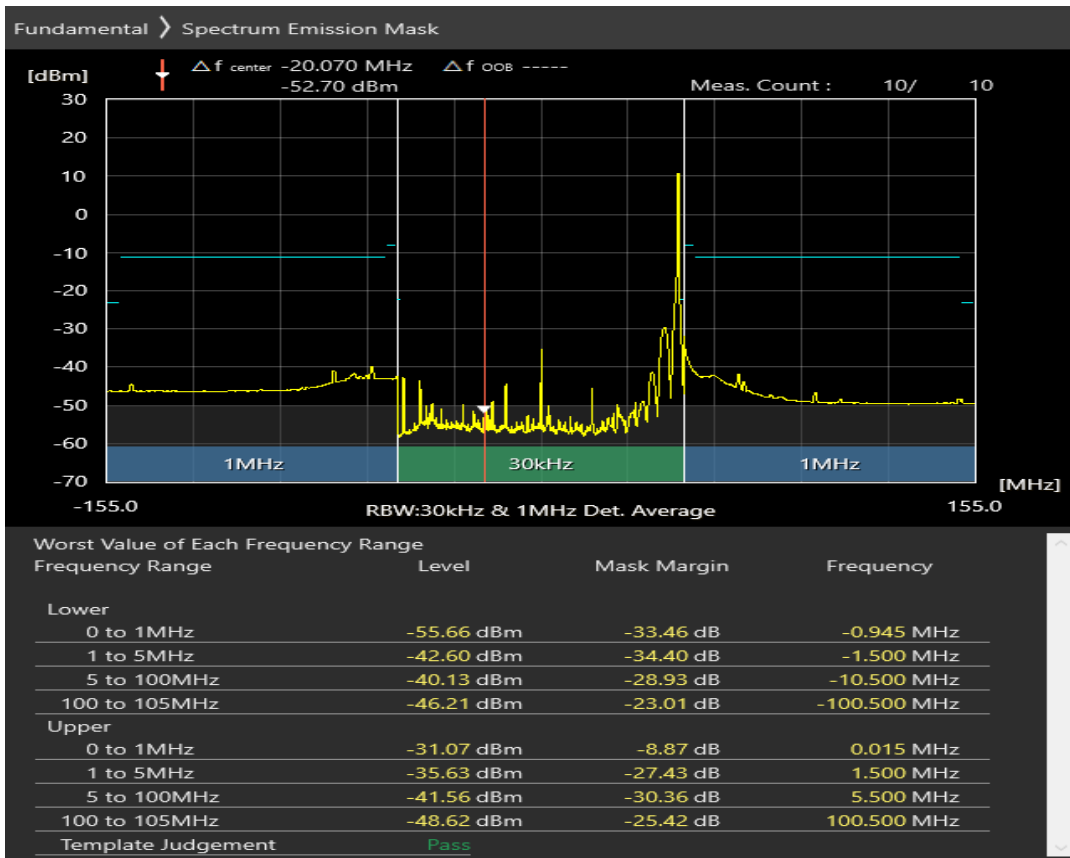 Fundamental ❯ Spectrum Emission Mask
[dBm] Δf center -20.070 MHz Δf OOB -----
-52.70 dBm Meas. Count : 10/ 10
30
20
10
0
-10
-20
-30
-40
-50
-60
1MHz 30kHz 1MHz
-70 [MHz]
-155.0 RBW:30kHz & 1MHz Det. Average 155.0
Worst Value of Each Frequency Range
Frequency Range Level Mask Margin Frequency
Lower
0 to 1MHz -55.66 dBm -33.46 dB -0.945 MHz
1 to 5MHz -42.60 dBm -34.40 dB -1.500 MHz
5 to 100MHz -40.13 dBm -28.93 dB -10.500 MHz
100 to 105MHz -46.21 dBm -23.01 dB -100.500 MHz
Upper
0 to 1MHz -31.07 dBm -8.87 dB 0.015 MHz
1 to 5MHz -35.63 dBm -27.43 dB 1.500 MHz
5 to 100MHz -41.56 dBm -30.36 dB 5.500 MHz
100 to 105MHz -48.62 dBm -25.42 dB 100.500 MHz
Template Judgement Pass